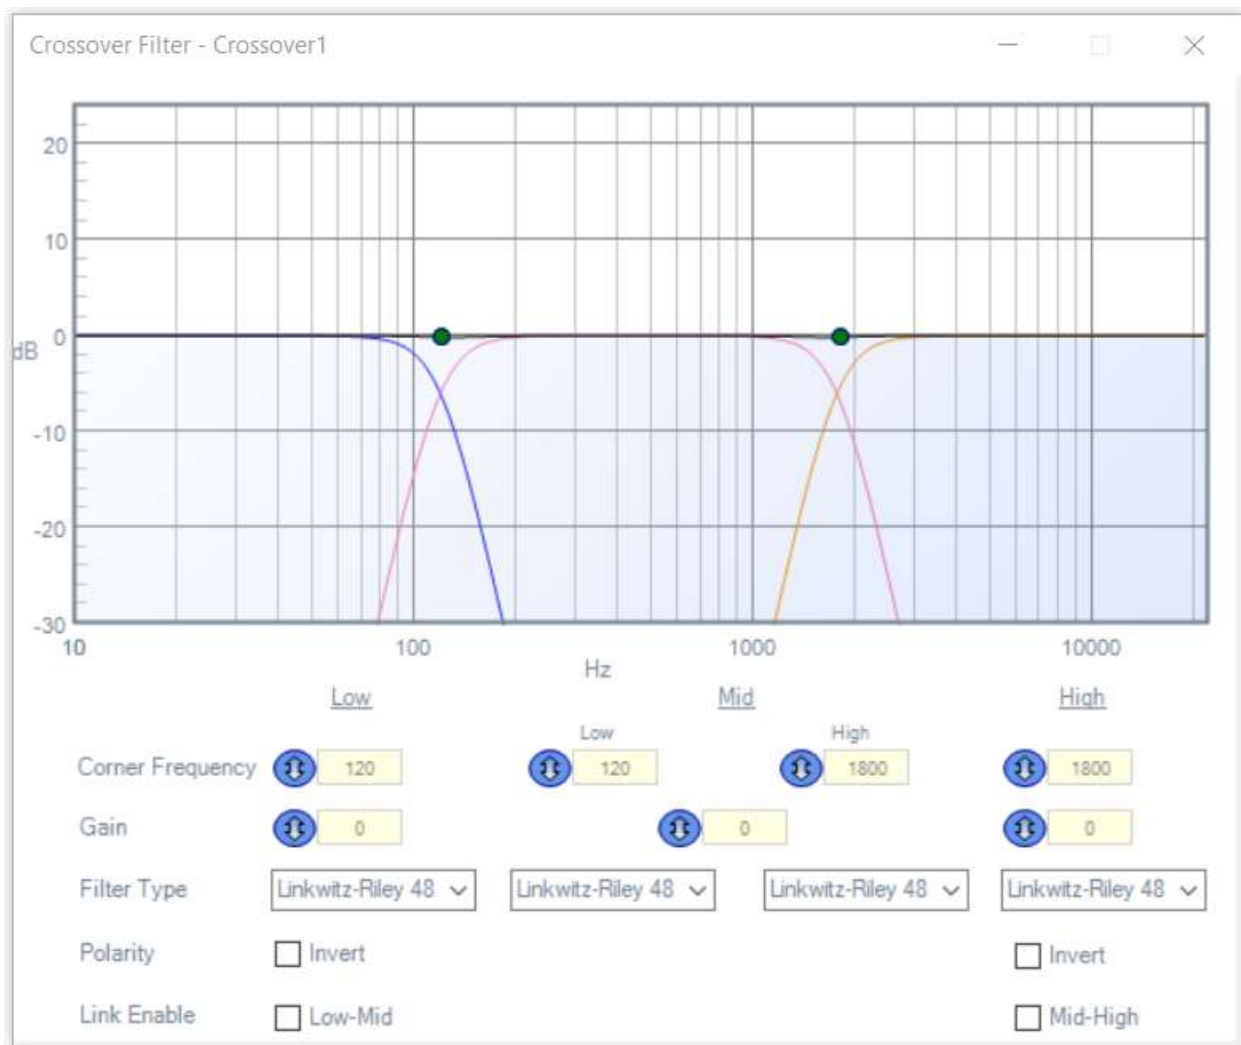 Crossover Filter - Crossover1
20
10
0
dB
-10
-20
-30
10 100 1000 10000
Hz
Low Mid High
Low High
Corner Frequency 120 120 1800 1800
Gain 0 0 0
Filter Type Linkwitz-Riley 48 Linkwitz-Riley 48 Linkwitz-Riley 48 Linkwitz-Riley 48
Polarity Invert Invert
Link Enable Low-Mid Mid-High